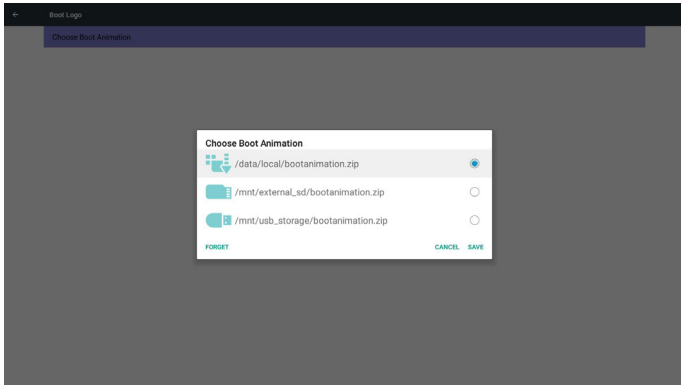 Boot Logo
Choose Boot Animation
Choose Boot Animation
/data/local/bootanimation.zip
/mnt/external_sd/bootanimation.zip
/mnt/usb_storage/bootanimation.zip
FORGET CANCEL SAVE